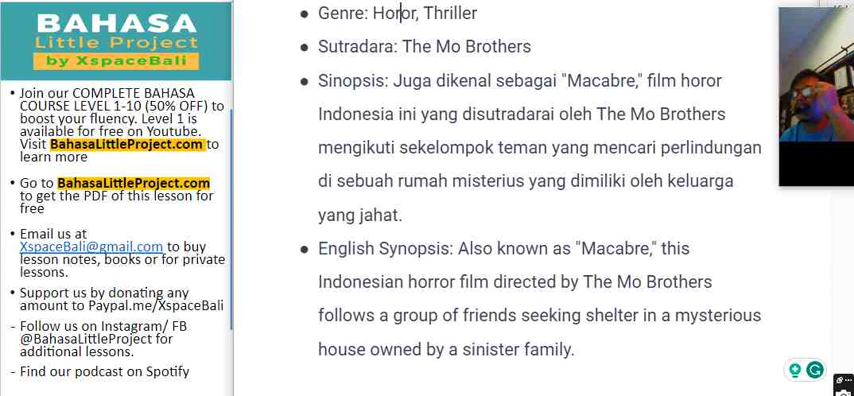 BAHASA
Little Project
by XspaceBali
• Join our COMPLETE BAHASA
COURSE LEVEL 1-10 (50% OFF) to
boost your fluency. Level 1 is
available for free on Youtube.
Visit BahasaLittleProject.com to
learn more
• Go to BahasaLittleProject.com
to get the PDF of this lesson for
free
• Email us at
XspaceBali@gmail.com to buy
lesson notes, books or for private
lessons.
• Support us by donating any
amount to Paypal.me/XspaceBali
- Follow us on Instagram/ FB
@BahasaLittleProject for
additional lessons.
- Find our podcast on Spotify
● Genre: Horor, Thriller
● Sutradara: The Mo Brothers
● Sinopsis: Juga dikenal sebagai "Macabre," film horor
Indonesia ini yang disutradarai oleh The Mo Brothers
mengikuti sekelompok teman yang mencari perlindungan
di sebuah rumah misterius yang dimiliki oleh keluarga
yang jahat.
● English Synopsis: Also known as "Macabre," this
Indonesian horror film directed by The Mo Brothers
follows a group of friends seeking shelter in a mysterious
house owned by a sinister family.